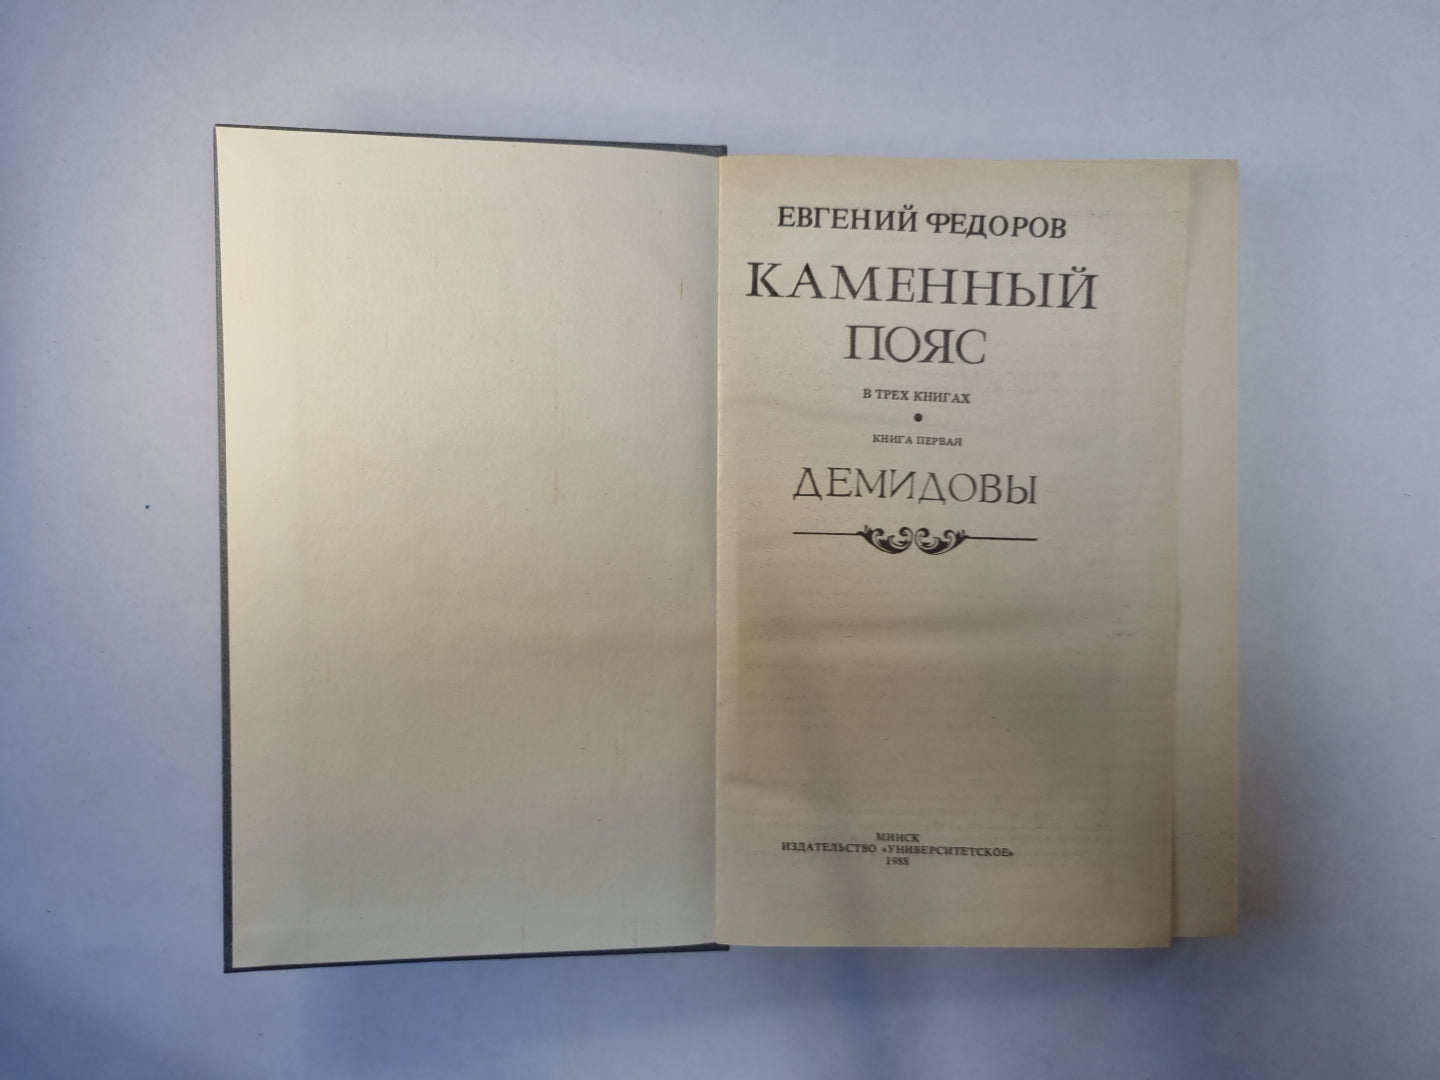 ЕВГЕНИЙ ФЕДОРОВ
КАМЕННЫЙ
ПОЯС
В ТРЕХ КНИГАХ
КНИГА ПЕРВАЯ
ДЕМИДОВЫ
МИНСК
ИЗДАТЕЛЬСТВО «УНИВЕРСИТЕТСКОЕ»
1988